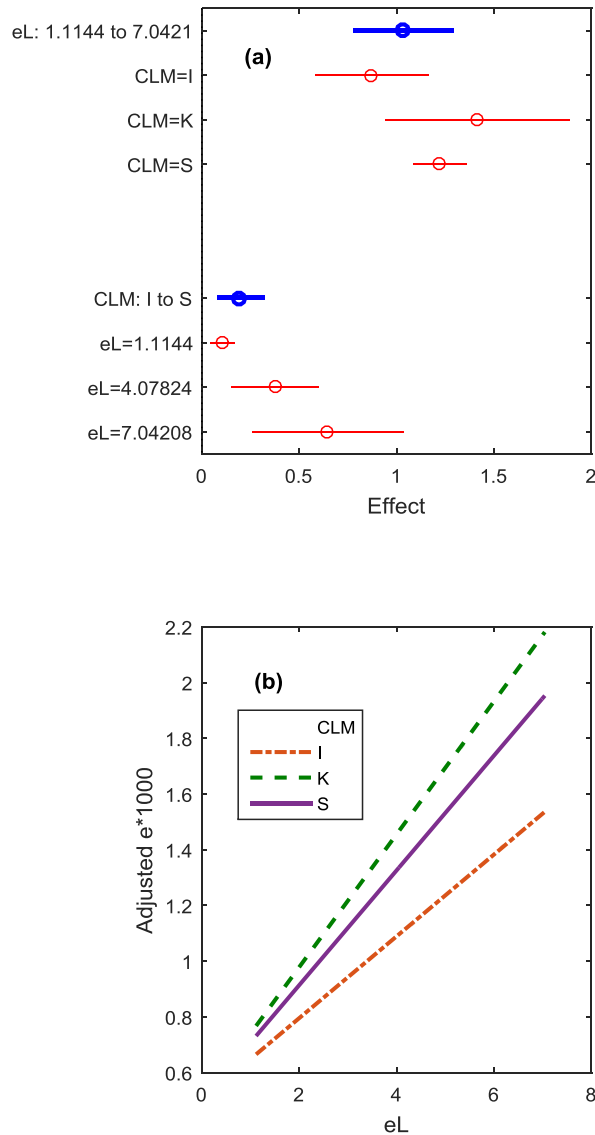 eL: 1.1144 to 7.0421
(a)
CLM=I
CLM=K
CLM=S
CLM: I to S
eL=1.1144
eL=4.07824
eL=7.04208
0 0.5 1 1.5 2
Effect
2.2
2
1.8
1.6
1.4
1.2
1
0.8
0.6
Adjusted e*1000
(b)
CLM
I
K
S
0 2 4 6 8
eL